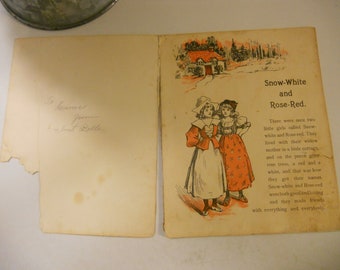 To
from
Snow-White
and
Rose-Red.
There were once two
little girls called Snow-
white and Rose-red. They
lived with their widow
mother in a little cottage,
and on the porch grew
rose trees, a red and a
white, and that was how
they got their names.
Snow-white and Rose-red
were both good and loving
and they made friends
with everything and everybody.